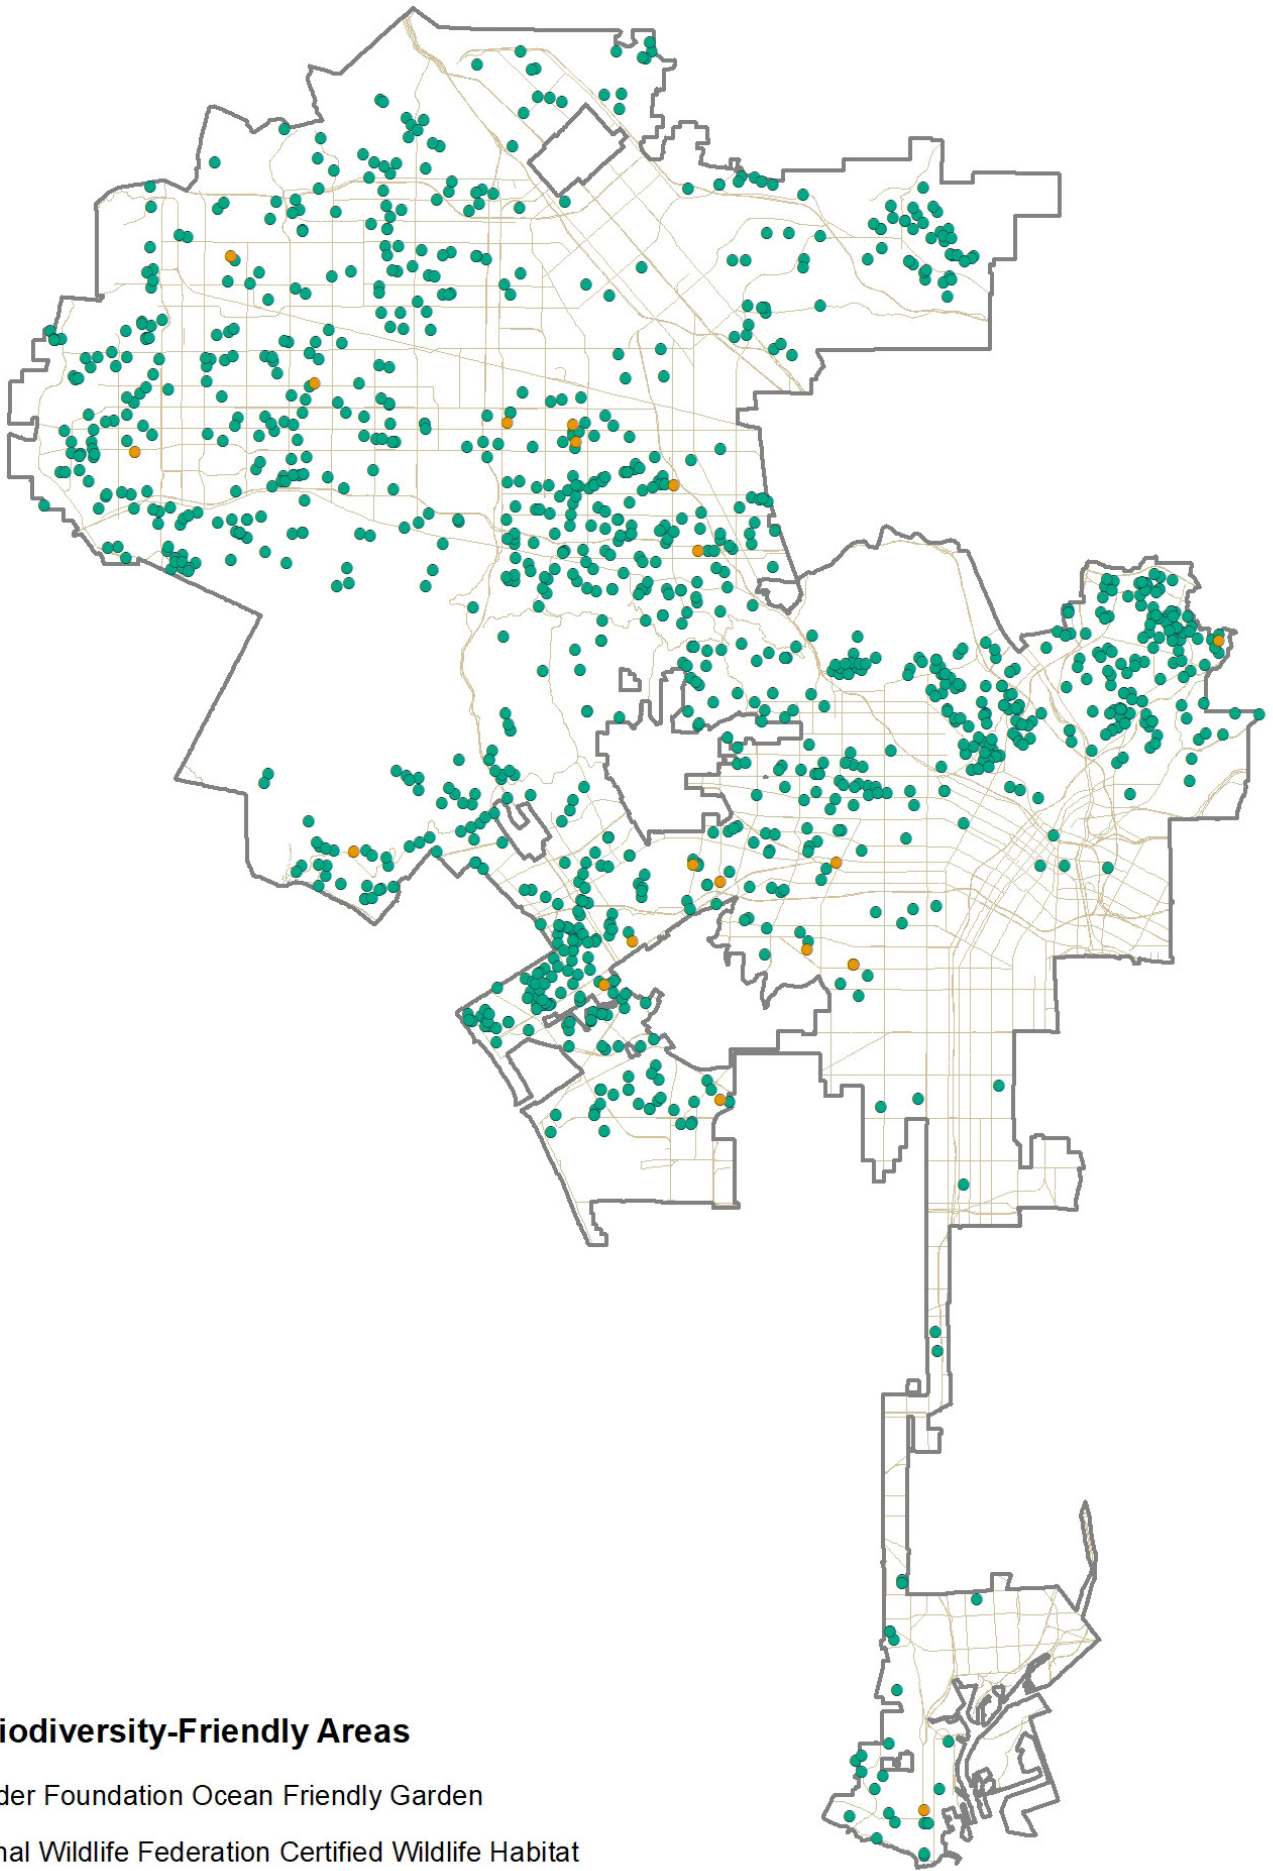 iodiversity-Friendly Areas
der Foundation Ocean Friendly Garden
nal Wildlife Federation Certified Wildlife Habitat